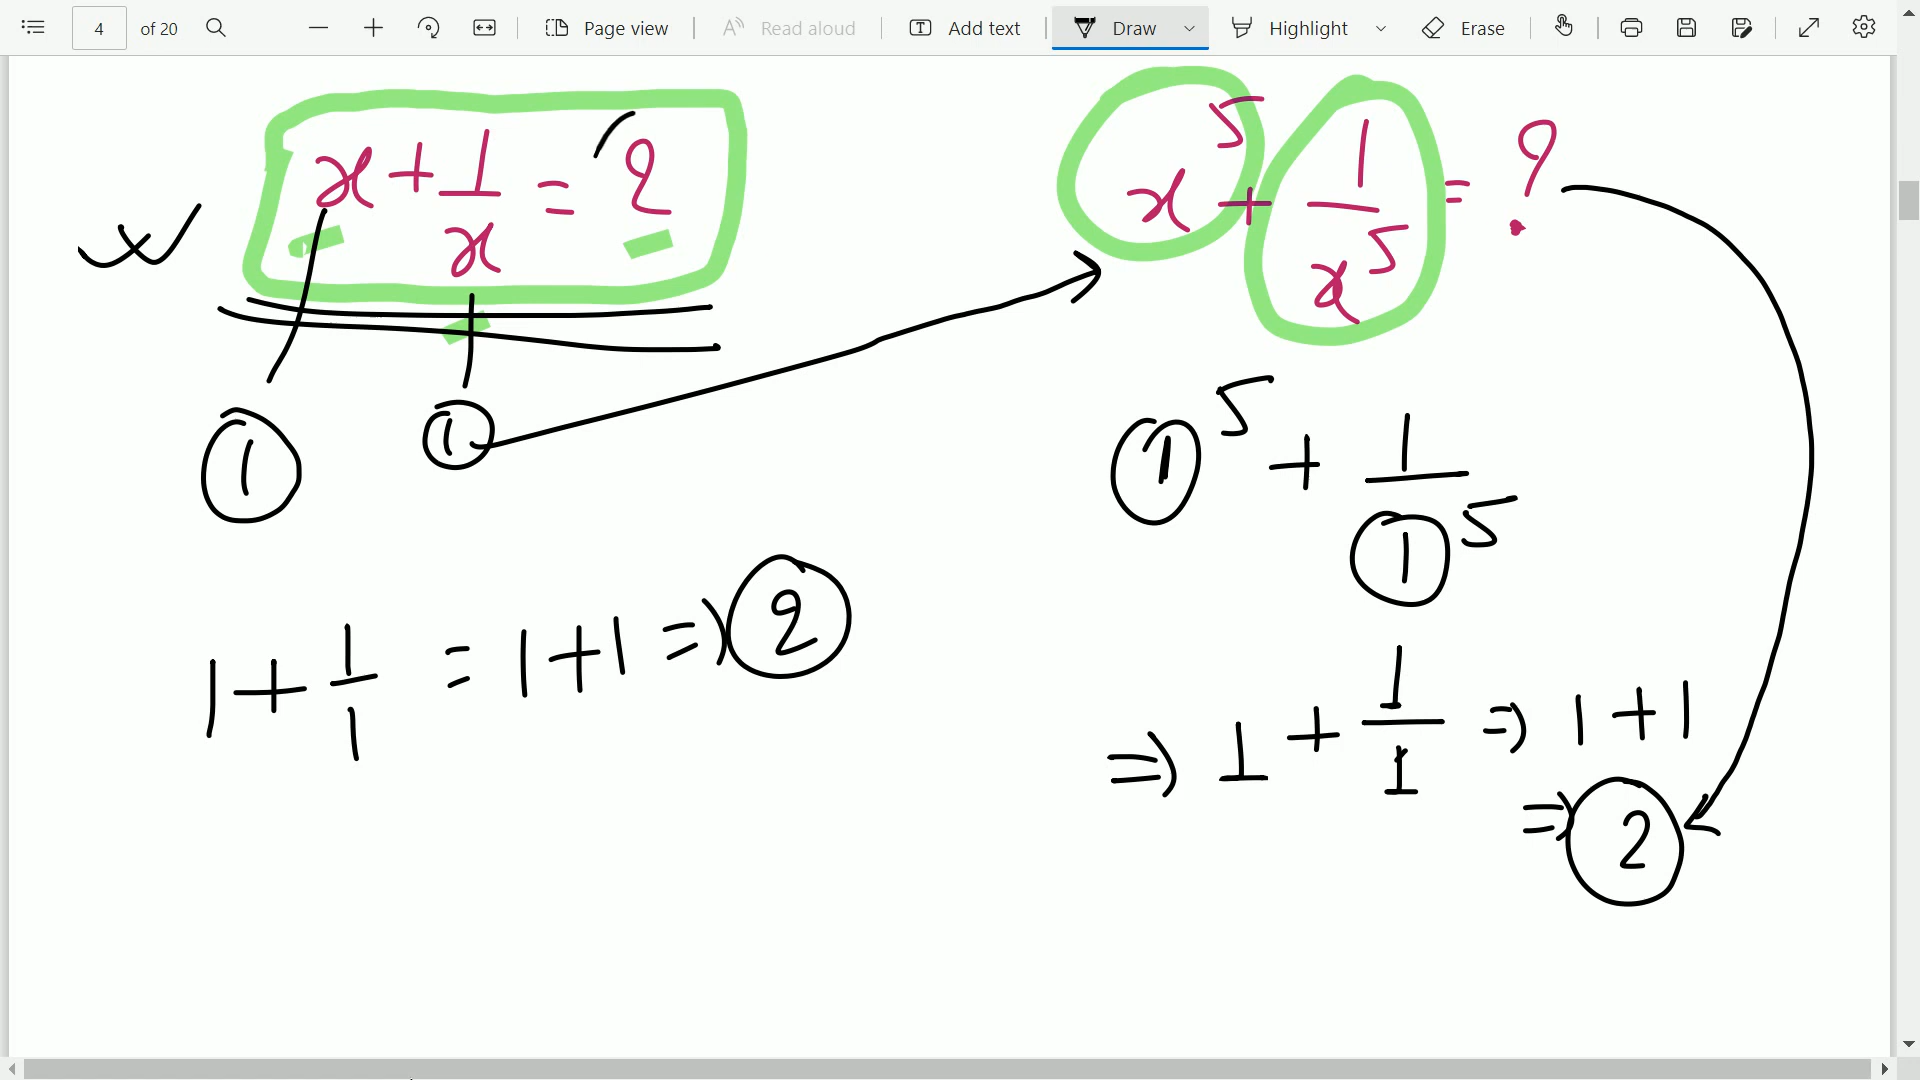 4 of 20 Page view Read aloud Add text Draw Highlight Erase
x + 1/x = 2
x^5 + 1/x^5 = ?
1 1
1^5 + 1/1^5
1 + 1/1 = 1 + 1 => 2
=> 1 + 1/1 => 1 + 1
=> 2